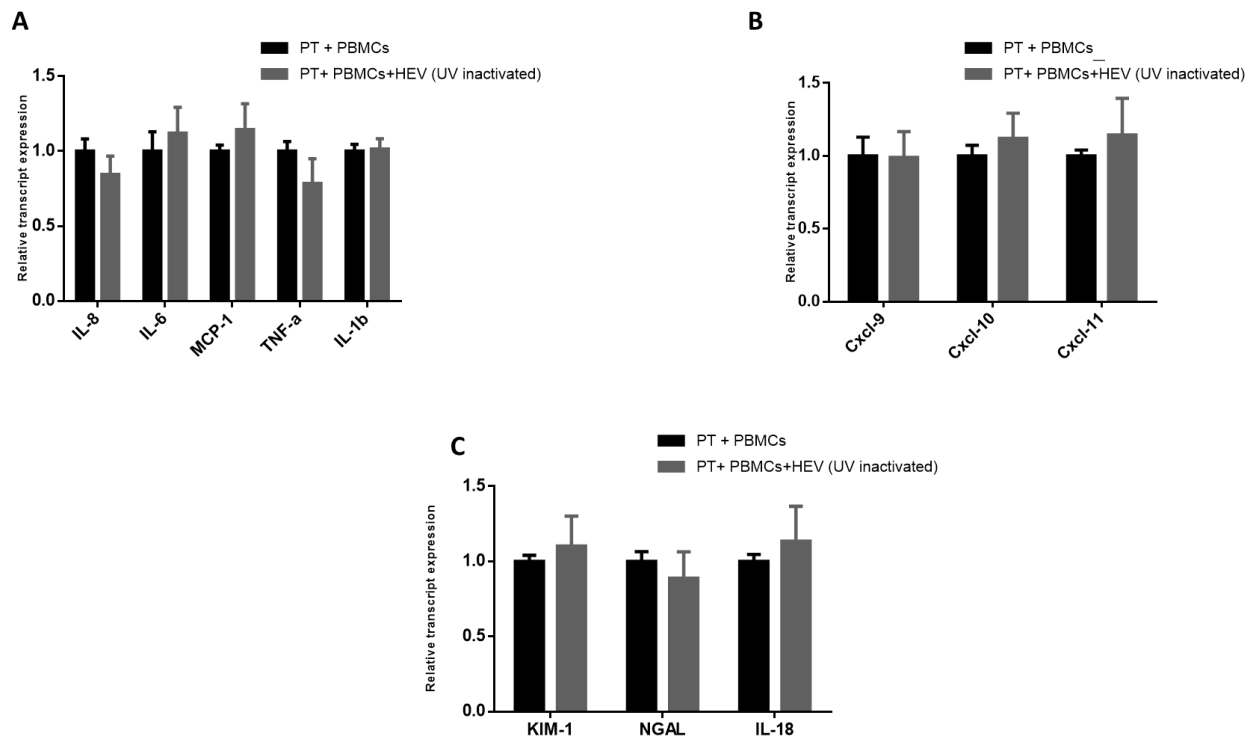 A
PT + PBMCs
PT+ PBMCs+HEV (UV inactivated)
Relative transcript expression
1.5
1.0
0.5
0.0
IL-8
IL-6
MCP-1
TNF-a
IL-1b
B
PT + PBMCs
PT+ PBMCs+HEV (UV inactivated)
Relative transcript expression
1.5
1.0
0.5
0.0
Cxcl-9
Cxcl-10
Cxcl-11
C
PT + PBMCs
PT+ PBMCs+HEV (UV inactivated)
Relative transcript expression
1.5
1.0
0.5
0.0
KIM-1
NGAL
IL-18